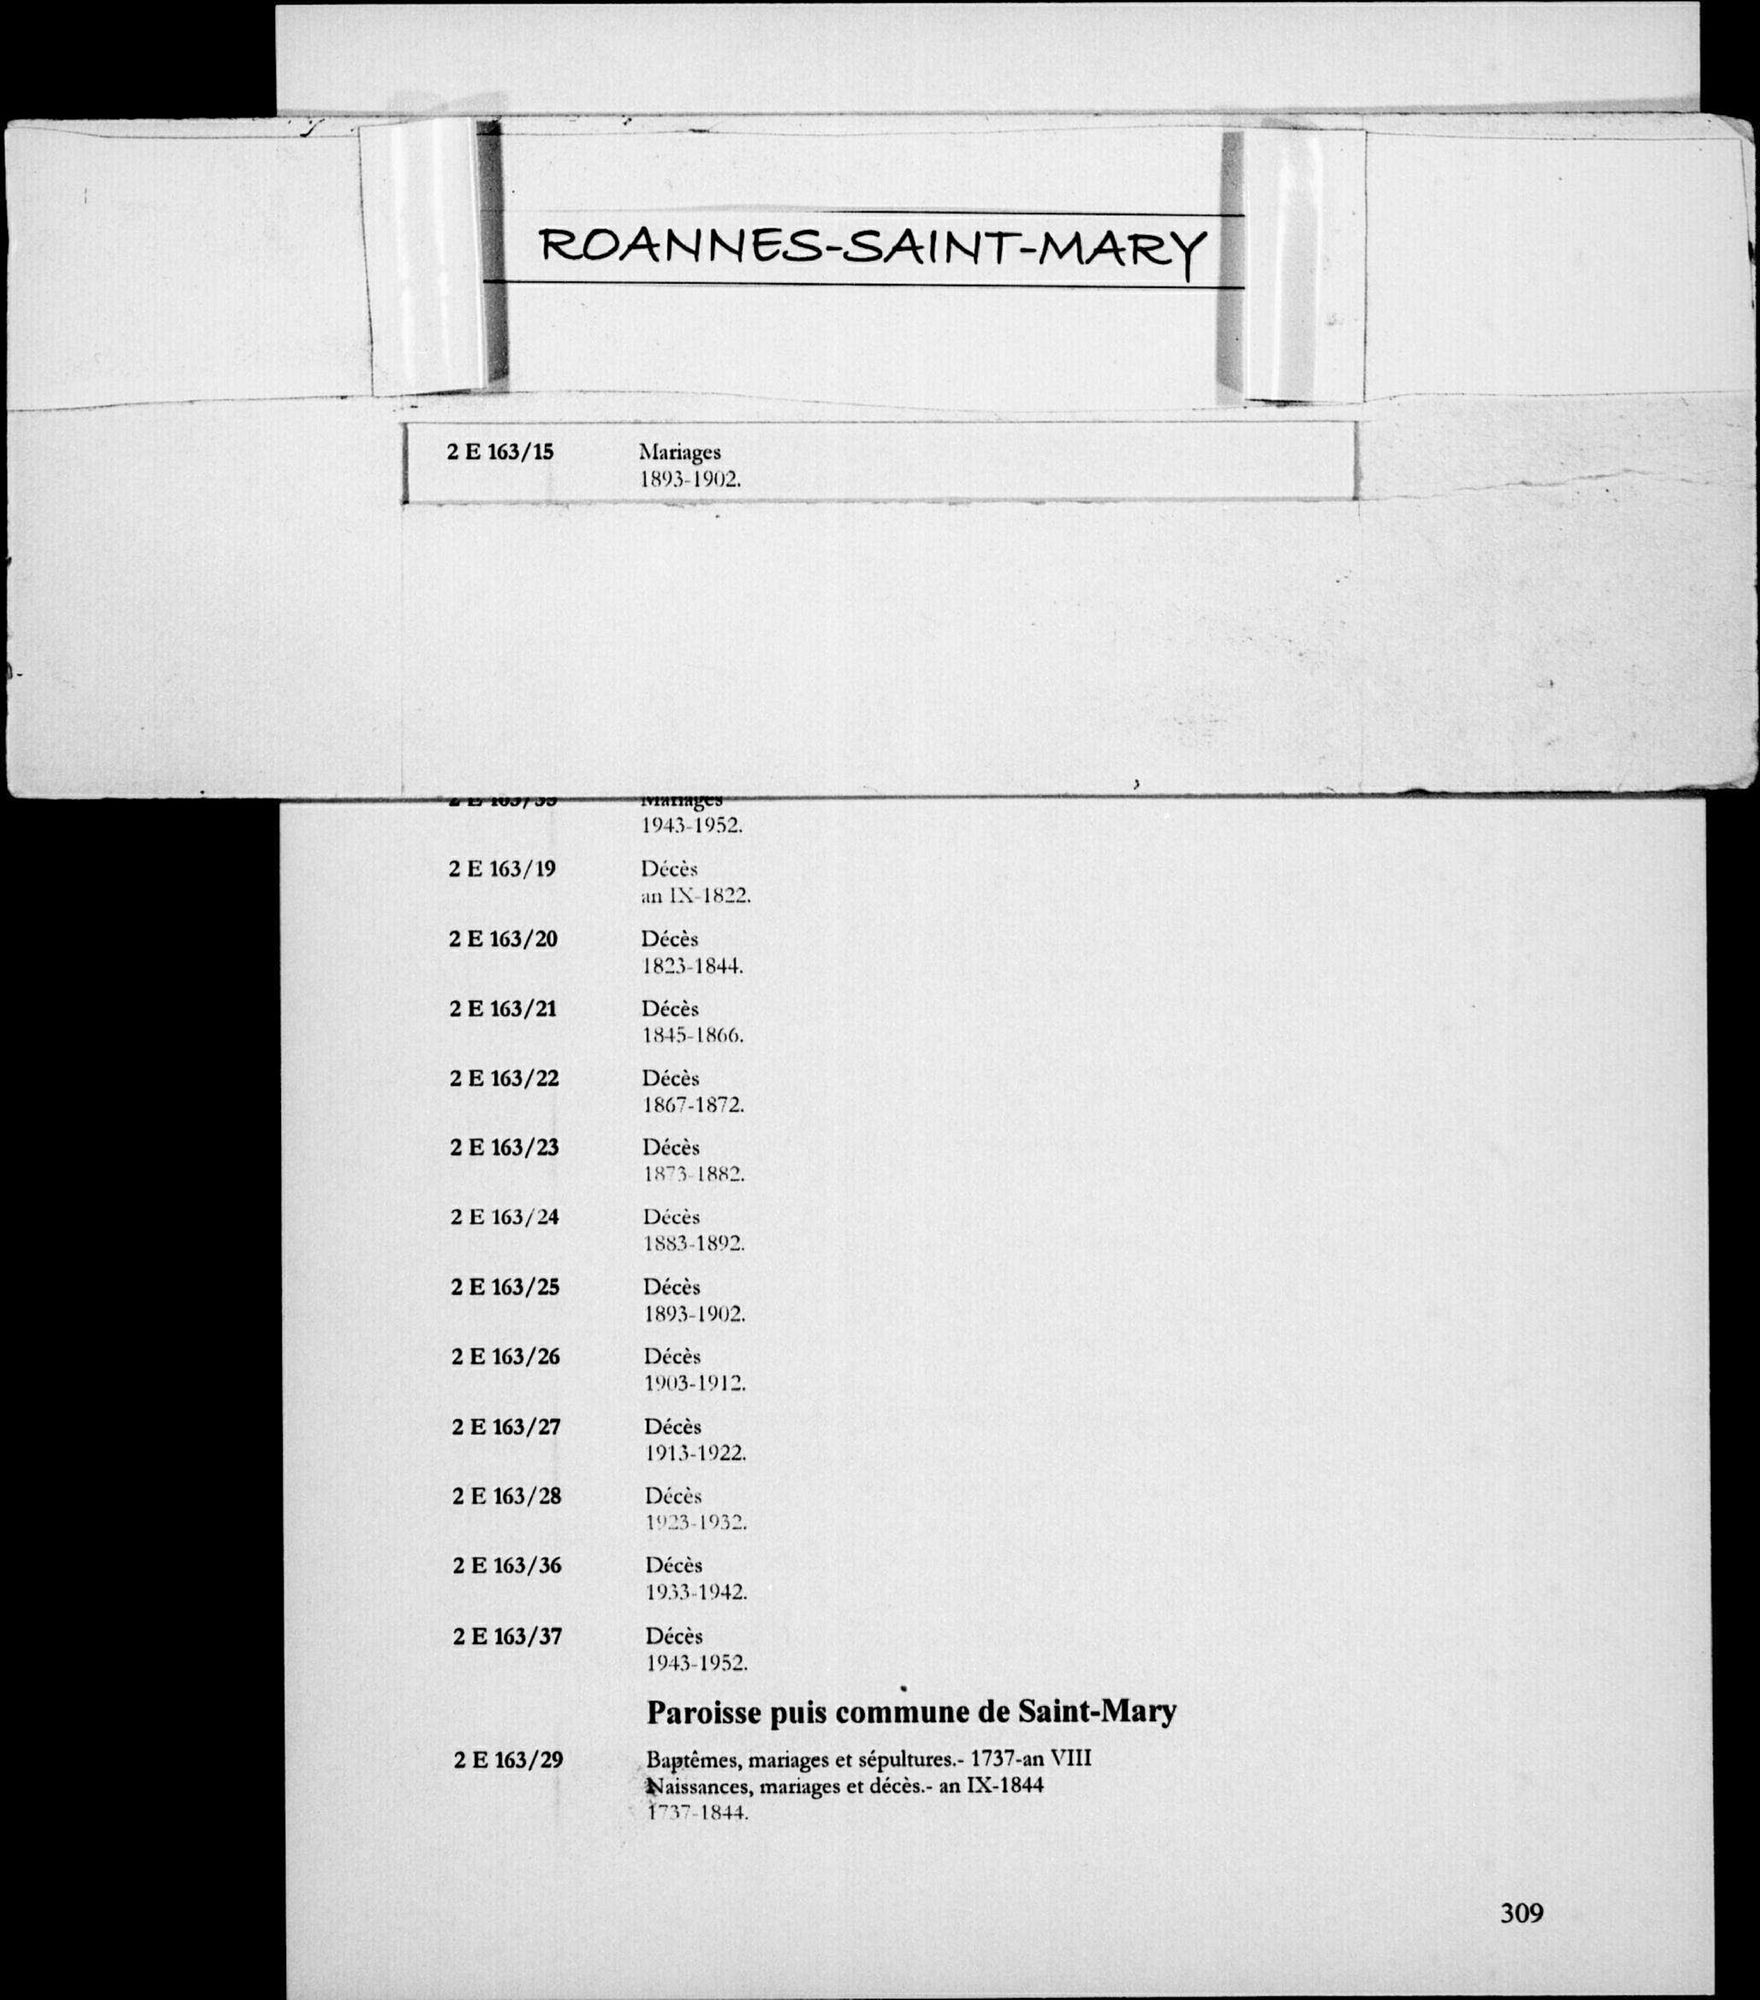 ROANNES-SAINT-MARY
2 E 163/15 Mariages
1893-1902.
2 E 163/35 Mariages
1943-1952.
2 E 163/19 Décès
an IX-1822.
2 E 163/20 Décès
1823-1844.
2 E 163/21 Décès
1845-1866.
2 E 163/22 Décès
1867-1872.
2 E 163/23 Décès
1873-1882.
2 E 163/24 Décès
1883-1892.
2 E 163/25 Décès
1893-1902.
2 E 163/26 Décès
1903-1912.
2 E 163/27 Décès
1913-1922.
2 E 163/28 Décès
1923-1932.
2 E 163/36 Décès
1933-1942.
2 E 163/37 Décès
1943-1952.
Paroisse puis commune de Saint-Mary
2 E 163/29 Baptêmes, mariages et sépultures.- 1737-an VIII
Naissances, mariages et décès.- an IX-1844
1737-1844.
309